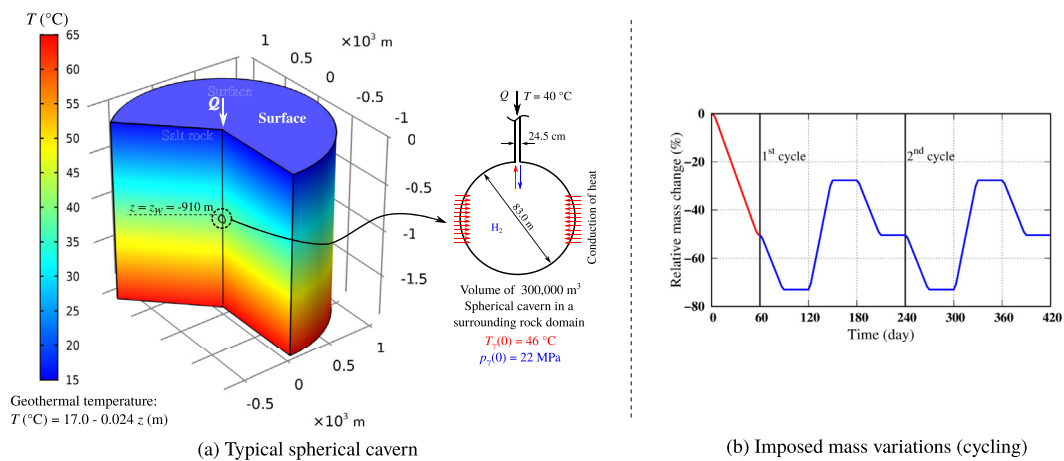 T (°C)
65
60
55
50
45
40
35
30
25
20
15
1
0.5
0
-0.5
-1
×10³ m
Surface
Q
Surface
Salt rock
z = z_W = -910 m
0
-0.5
-1
-1.5
1
0
-0.5
×10³ m
Geothermal temperature:
T (°C) = 17.0 - 0.024 z (m)
Q T = 40 °C
24.5 cm
83.0 m
H₂
Conduction of heat
Volume of 300,000 m³
Spherical cavern in a
surrounding rock domain
Tγ(0) = 46 °C
pγ(0) = 22 MPa
(a) Typical spherical cavern
Relative mass change (%)
0
-20
-40
-60
-80
1st cycle
2nd cycle
0 60 120 180 240 300 360 420
Time (day)
(b) Imposed mass variations (cycling)